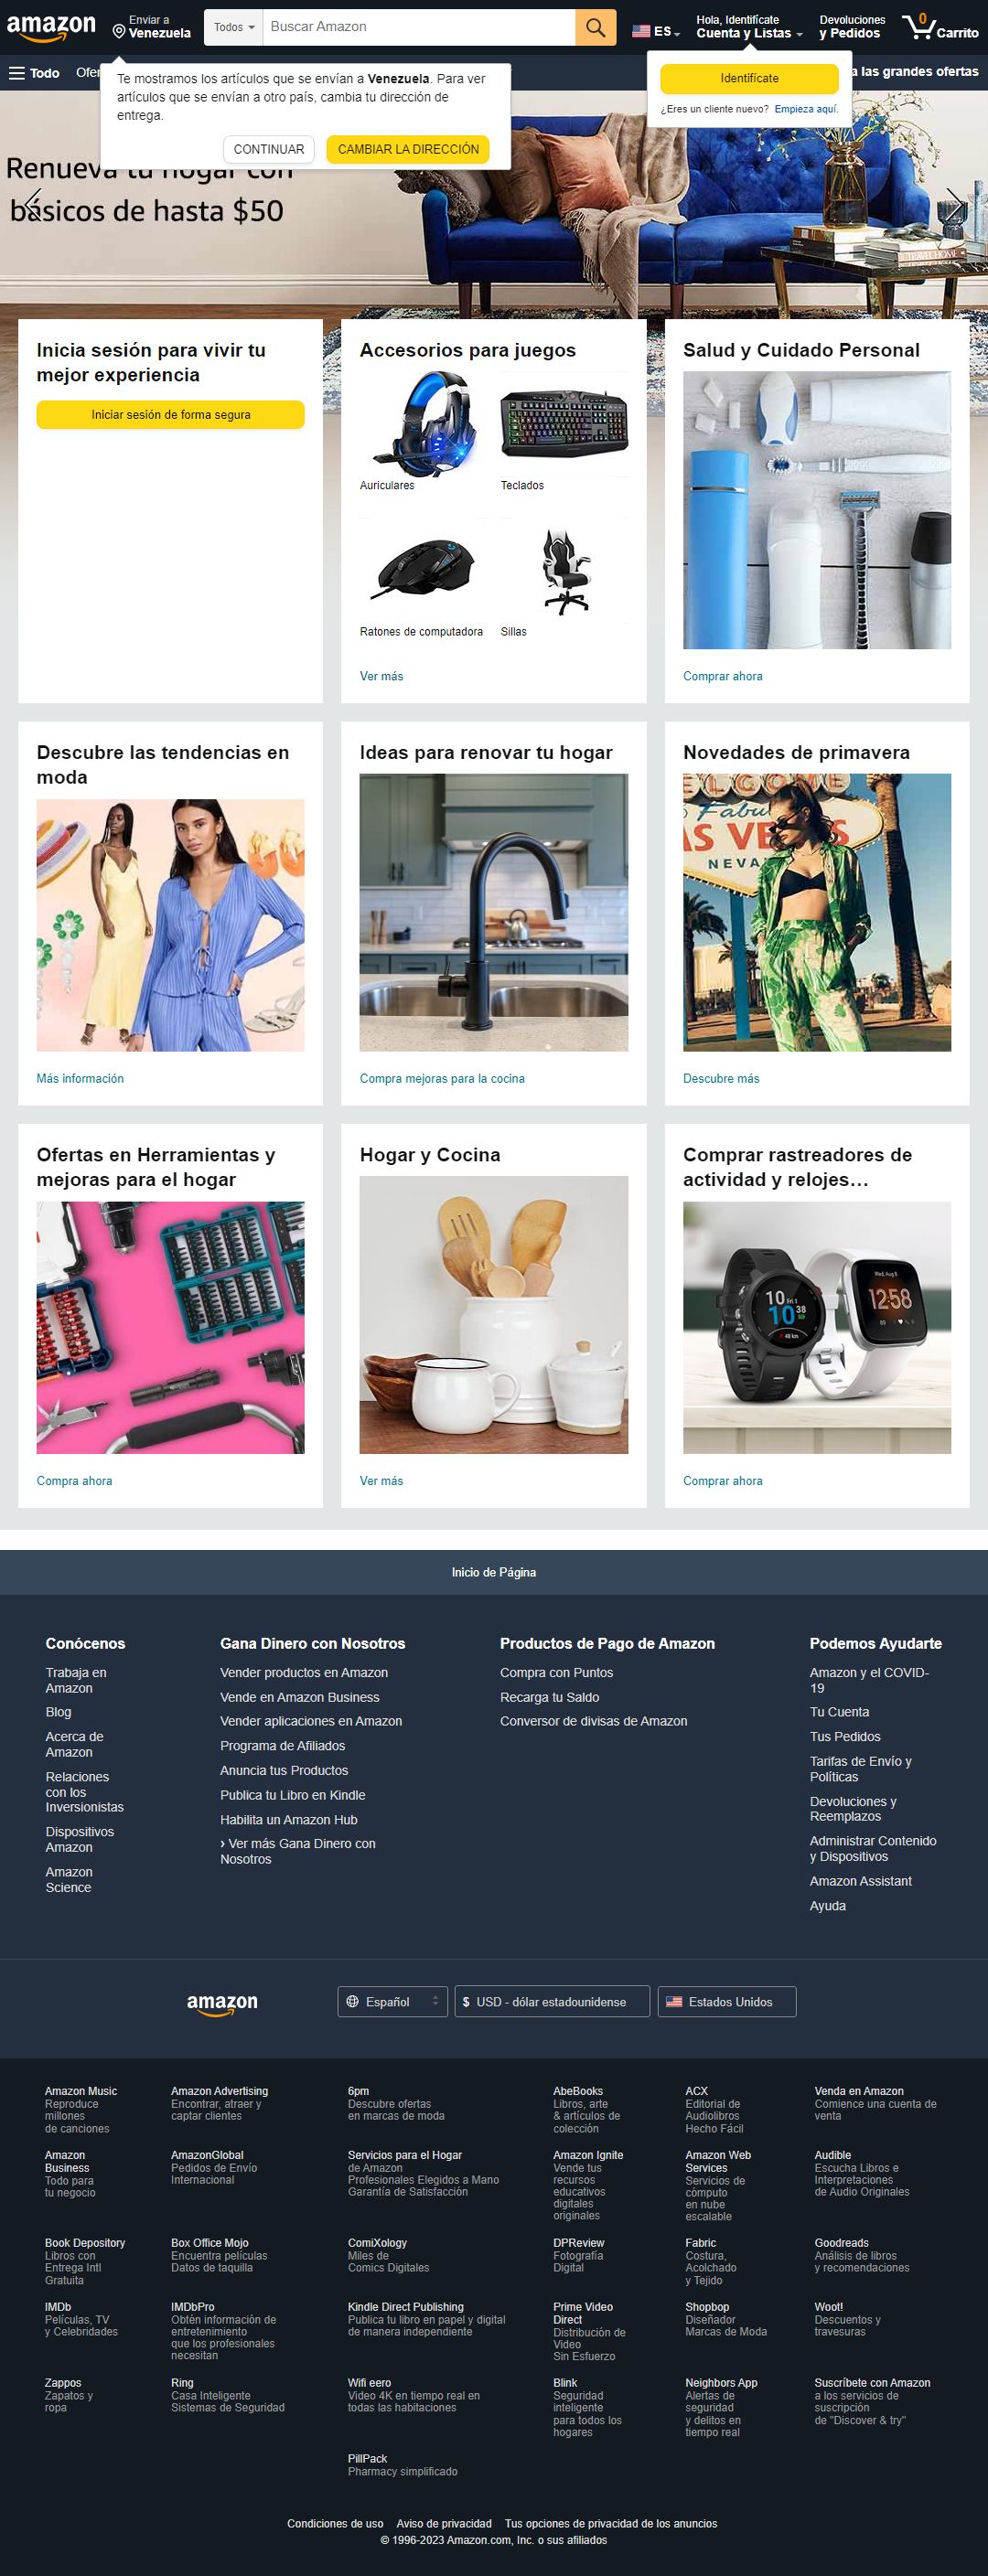 amazon
Enviar a
Venezuela
Todos
Buscar Amazon
ES
Hola, Identifícate
Cuenta y Listas
Devoluciones
y Pedidos
0
Carrito
Todo
Ofer
a las grandes ofertas
Te mostramos los artículos que se envían a Venezuela. Para ver
artículos que se envían a otro país, cambia tu dirección de
entrega.
CONTINUAR
CAMBIAR LA DIRECCIÓN
Identifícate
¿Eres un cliente nuevo? Empieza aquí.
Renueva tu hogar con
básicos de hasta $50
Inicia sesión para vivir tu
mejor experiencia
Iniciar sesión de forma segura
Accesorios para juegos
Auriculares
Teclados
Ratones de computadora
Sillas
Ver más
Salud y Cuidado Personal
Comprar ahora
Descubre las tendencias en
moda
Más información
Ideas para renovar tu hogar
Compra mejoras para la cocina
Novedades de primavera
Descubre más
Ofertas en Herramientas y
mejoras para el hogar
Compra ahora
Hogar y Cocina
Ver más
Comprar rastreadores de
actividad y relojes…
10 38
12:58
Comprar ahora
Inicio de Página
Conócenos
Trabaja en
Amazon
Blog
Acerca de
Amazon
Relaciones
con los
Inversionistas
Dispositivos
Amazon
Amazon
Science
Gana Dinero con Nosotros
Vender productos en Amazon
Vende en Amazon Business
Vender aplicaciones en Amazon
Programa de Afiliados
Anuncia tus Productos
Publica tu Libro en Kindle
Habilita un Amazon Hub
› Ver más Gana Dinero con
Nosotros
Productos de Pago de Amazon
Compra con Puntos
Recarga tu Saldo
Conversor de divisas de Amazon
Podemos Ayudarte
Amazon y el COVID-
19
Tu Cuenta
Tus Pedidos
Tarifas de Envío y
Políticas
Devoluciones y
Reemplazos
Administrar Contenido
y Dispositivos
Amazon Assistant
Ayuda
amazon
Español
$ USD - dólar estadounidense
Estados Unidos
Amazon Music
Reproduce
millones
de canciones
Amazon Advertising
Encontrar, atraer y
captar clientes
6pm
Descubre ofertas
en marcas de moda
AbeBooks
Libros, arte
& artículos de
colección
ACX
Editorial de
Audiolibros
Hecho Fácil
Venda en Amazon
Comience una cuenta de
venta
Amazon
Business
Todo para
tu negocio
AmazonGlobal
Pedidos de Envío
Internacional
Servicios para el Hogar
de Amazon
Profesionales Elegidos a Mano
Garantía de Satisfacción
Amazon Ignite
Vende tus
recursos
educativos
digitales
originales
Amazon Web
Services
Servicios de
cómputo
en nube
escalable
Audible
Escucha Libros e
Interpretaciones
de Audio Originales
Book Depository
Libros con
Entrega Intl
Gratuita
Box Office Mojo
Encuentra películas
Datos de taquilla
ComiXology
Miles de
Comics Digitales
DPReview
Fotografía
Digital
Fabric
Costura,
Acolchado
y Tejido
Goodreads
Análisis de libros
y recomendaciones
IMDb
Películas, TV
y Celebridades
IMDbPro
Obtén información de
entretenimiento
que los profesionales
necesitan
Kindle Direct Publishing
Publica tu libro en papel y digital
de manera independiente
Prime Video
Direct
Distribución de
Video
Sin Esfuerzo
Shopbop
Diseñador
Marcas de Moda
Woot!
Descuentos y
travesuras
Zappos
Zapatos y
ropa
Ring
Casa Inteligente
Sistemas de Seguridad
Wifi eero
Video 4K en tiempo real en
todas las habitaciones
Blink
Seguridad
inteligente
para todos los
hogares
Neighbors App
Alertas de
seguridad
y delitos en
tiempo real
Suscríbete con Amazon
a los servicios de
suscripción
de "Discover & try"
PillPack
Pharmacy simplificado
Condiciones de uso
Aviso de privacidad
Tus opciones de privacidad de los anuncios
© 1996-2023 Amazon.com, Inc. o sus afiliados